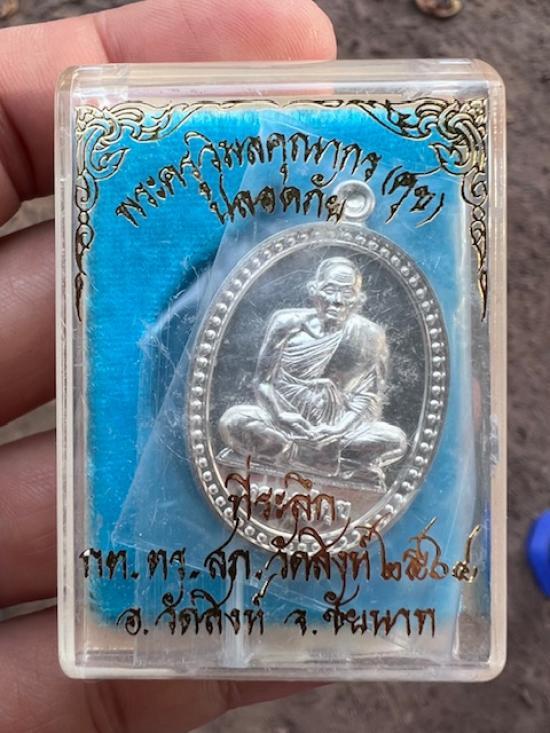 พระครูวิมลคุณากร (ศุข)
ปลอดภัย
ที่ระลึก
กต. ตร. สภ. วัดสิงห์ ๒๕๖๔
อ. วัดสิงห์ จ. ชัยนาท